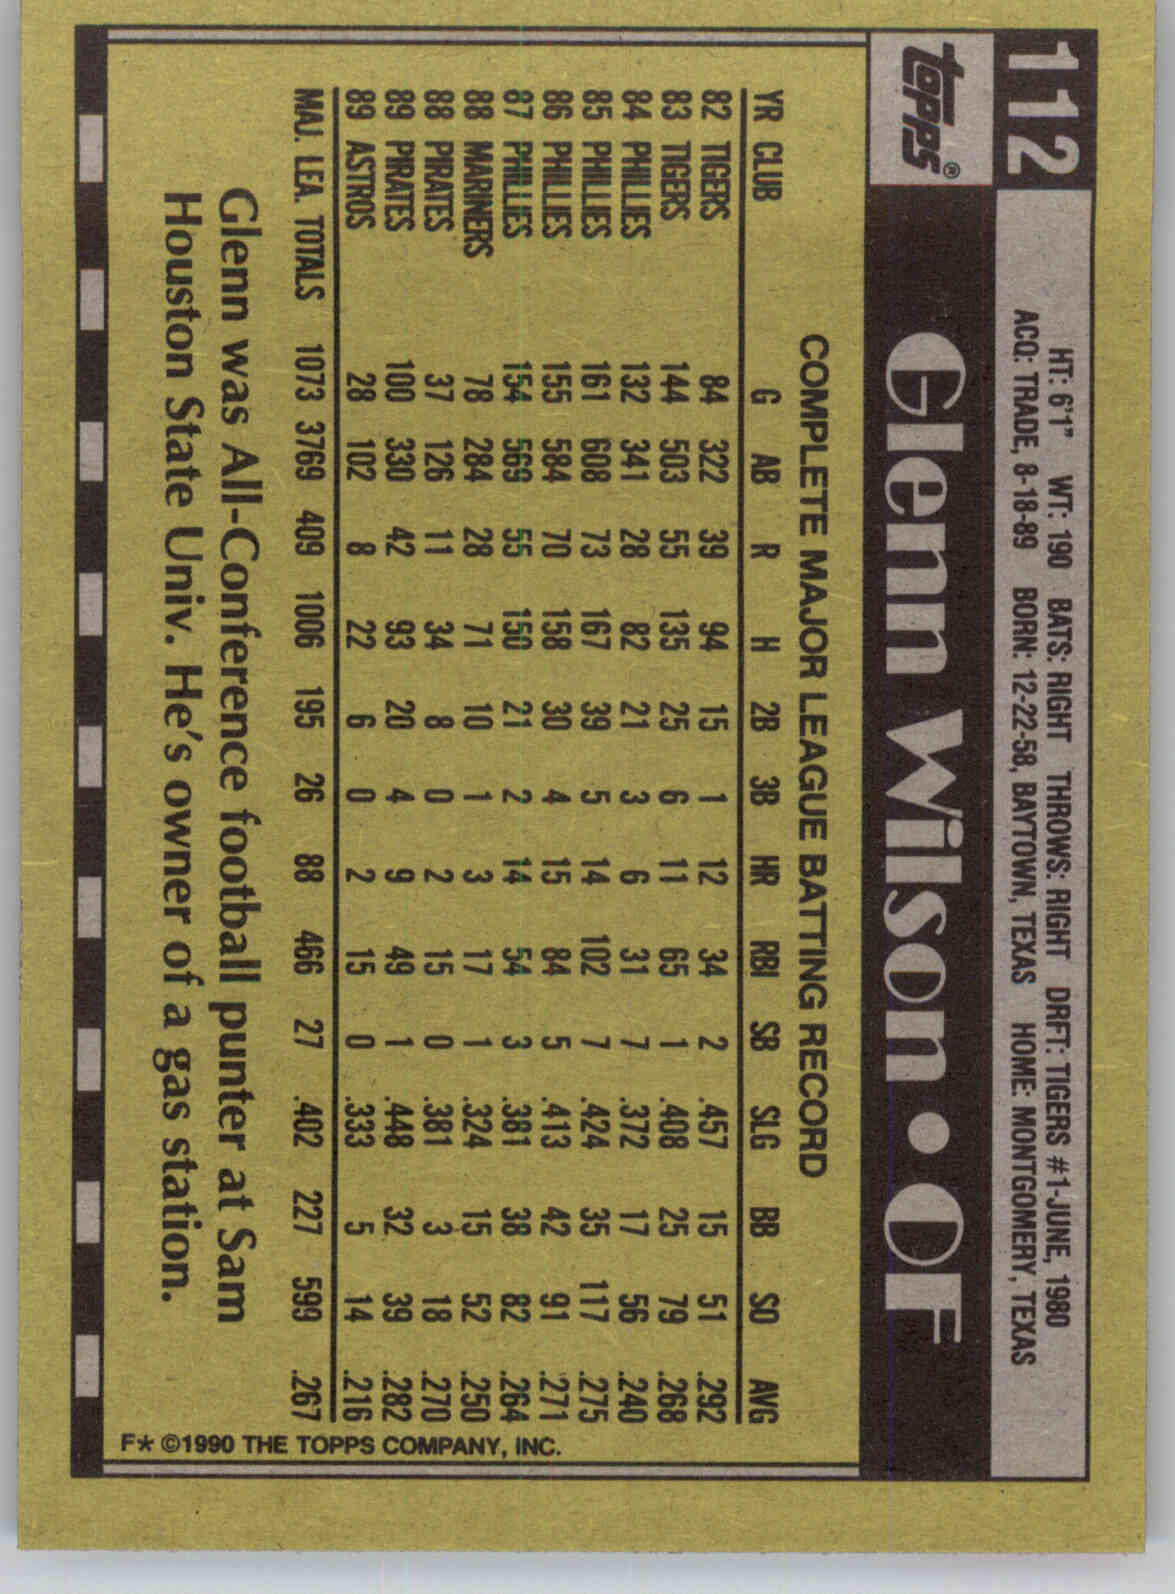 112
HT: 6'1" WT: 190 BATS: RIGHT THROWS: RIGHT DRFT: TIGERS #1-JUNE, 1980
ACQ: TRADE, 8-18-89 BORN: 12-22-58, BAYTOWN, TEXAS HOME: MONTGOMERY, TEXAS
topps®
Glenn Wilson • OF
COMPLETE MAJOR LEAGUE BATTING RECORD
YR CLUB G AB R H 2B 3B HR RBI SB SLG BB SO AVG
82 TIGERS 84 322 39 94 15 1 12 34 2 .457 15 51 .292
83 TIGERS 144 503 55 135 25 6 11 65 1 .408 25 79 .268
84 PHILLIES 132 341 28 82 21 3 6 31 7 .372 17 56 .240
85 PHILLIES 161 608 73 167 39 5 14 102 7 .424 35 117 .275
86 PHILLIES 155 584 70 158 30 4 15 84 5 .413 42 91 .271
87 PHILLIES 154 569 55 150 21 2 14 54 3 .381 38 82 .264
88 MARINERS 78 284 28 71 10 1 3 17 1 .324 15 52 .250
88 PIRATES 37 126 11 34 8 0 2 15 0 .381 3 18 .270
89 PIRATES 100 330 42 93 20 4 9 49 1 .448 32 39 .282
89 ASTROS 28 102 8 22 6 0 2 15 0 .333 5 14 .216
MAJ. LEA. TOTALS 1073 3769 409 1006 195 26 88 466 27 .402 227 599 .267
Glenn was All-Conference football punter at Sam
Houston State Univ. He's owner of a gas station.
F* ©1990 THE TOPPS COMPANY, INC.